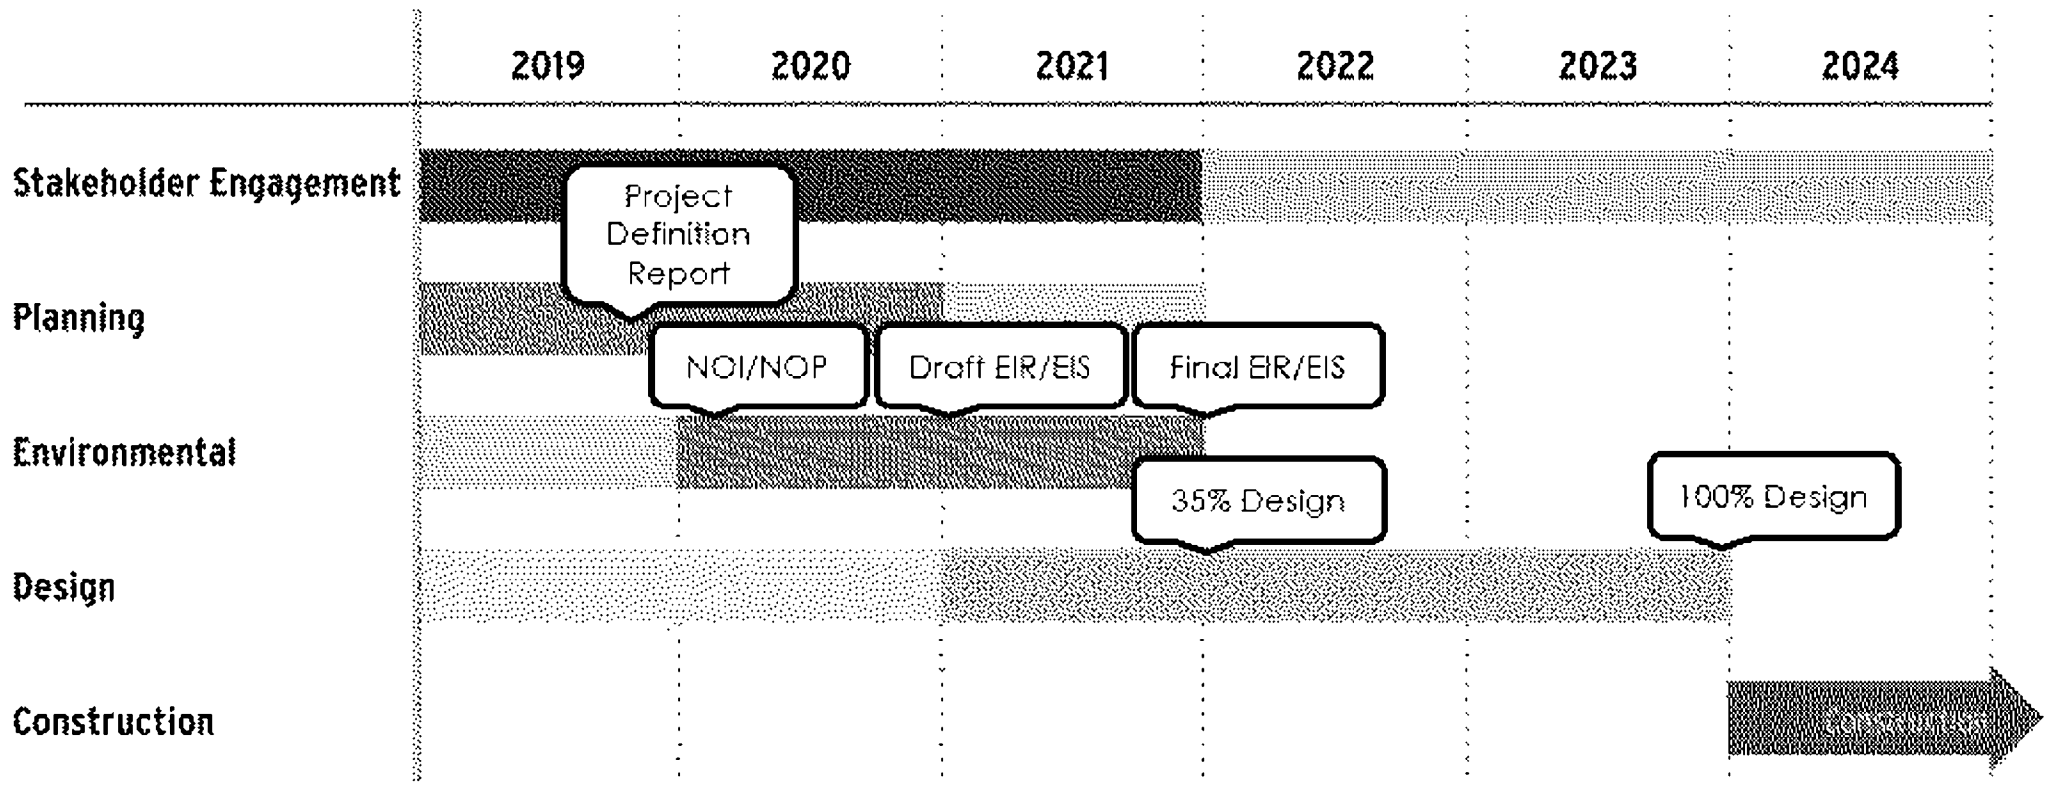 2019 2020 2021 2022 2023 2024
Stakeholder Engagement
Project
Definition
Report
Planning
NOI/NOP Draft EIR/EIS Final EIR/EIS
Environmental
35% Design 100% Design
Design
Construction
Construction